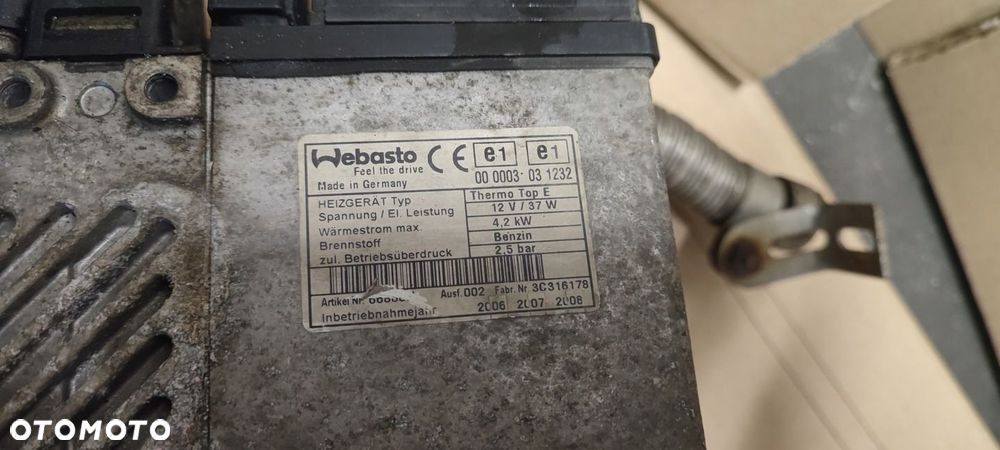 Webasto CE e1 e1
Feel the drive 00 0003 03 1232
Made in Germany
HEIZGERÄT Typ Thermo Top E
Spannung / El. Leistung 12 V / 37 W
Wärmestrom max. 4,2 kW
Brennstoff Benzin
zul. Betriebsüberdruck 2,5 bar
Artikel Nr. Ausf. 002 Fabr. Nr. 3C316178
Inbetriebnahmejahr 2006 2007 2008
OTOMOTO